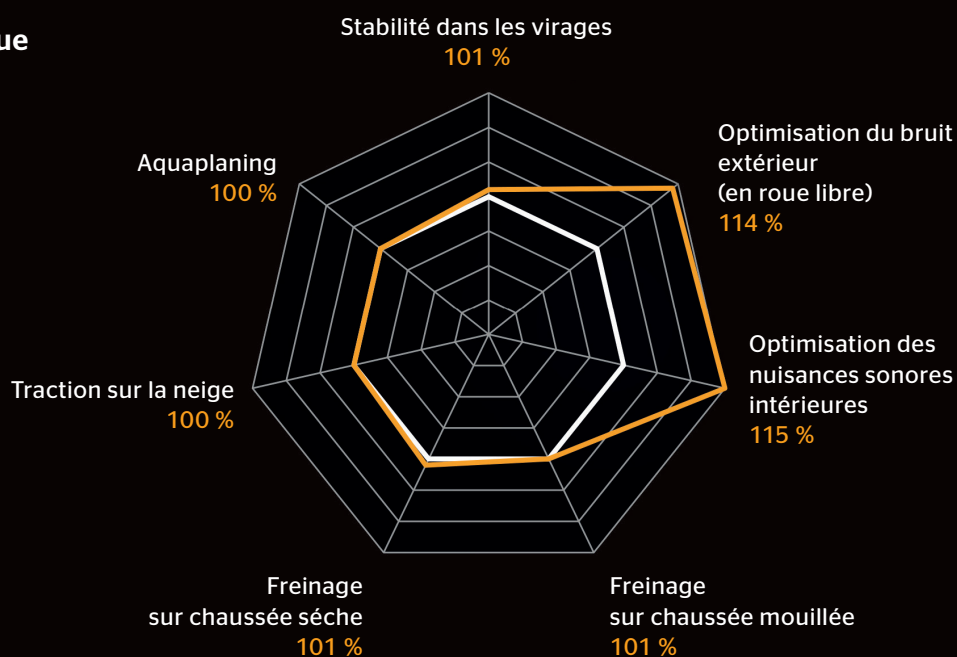 ue
Stabilité dans les virages
101 %
Optimisation du bruit
extérieur
(en roue libre)
114 %
Aquaplaning
100 %
Optimisation des
nuisances sonores
intérieures
115 %
Traction sur la neige
100 %
Freinage
sur chaussée séche
101 %
Freinage
sur chaussée mouillée
101 %